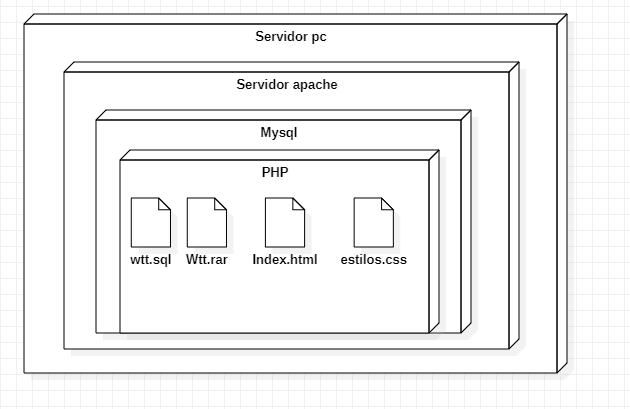 Servidor pc
Servidor apache
Mysql
PHP
wtt.sql Wtt.rar Index.html estilos.css